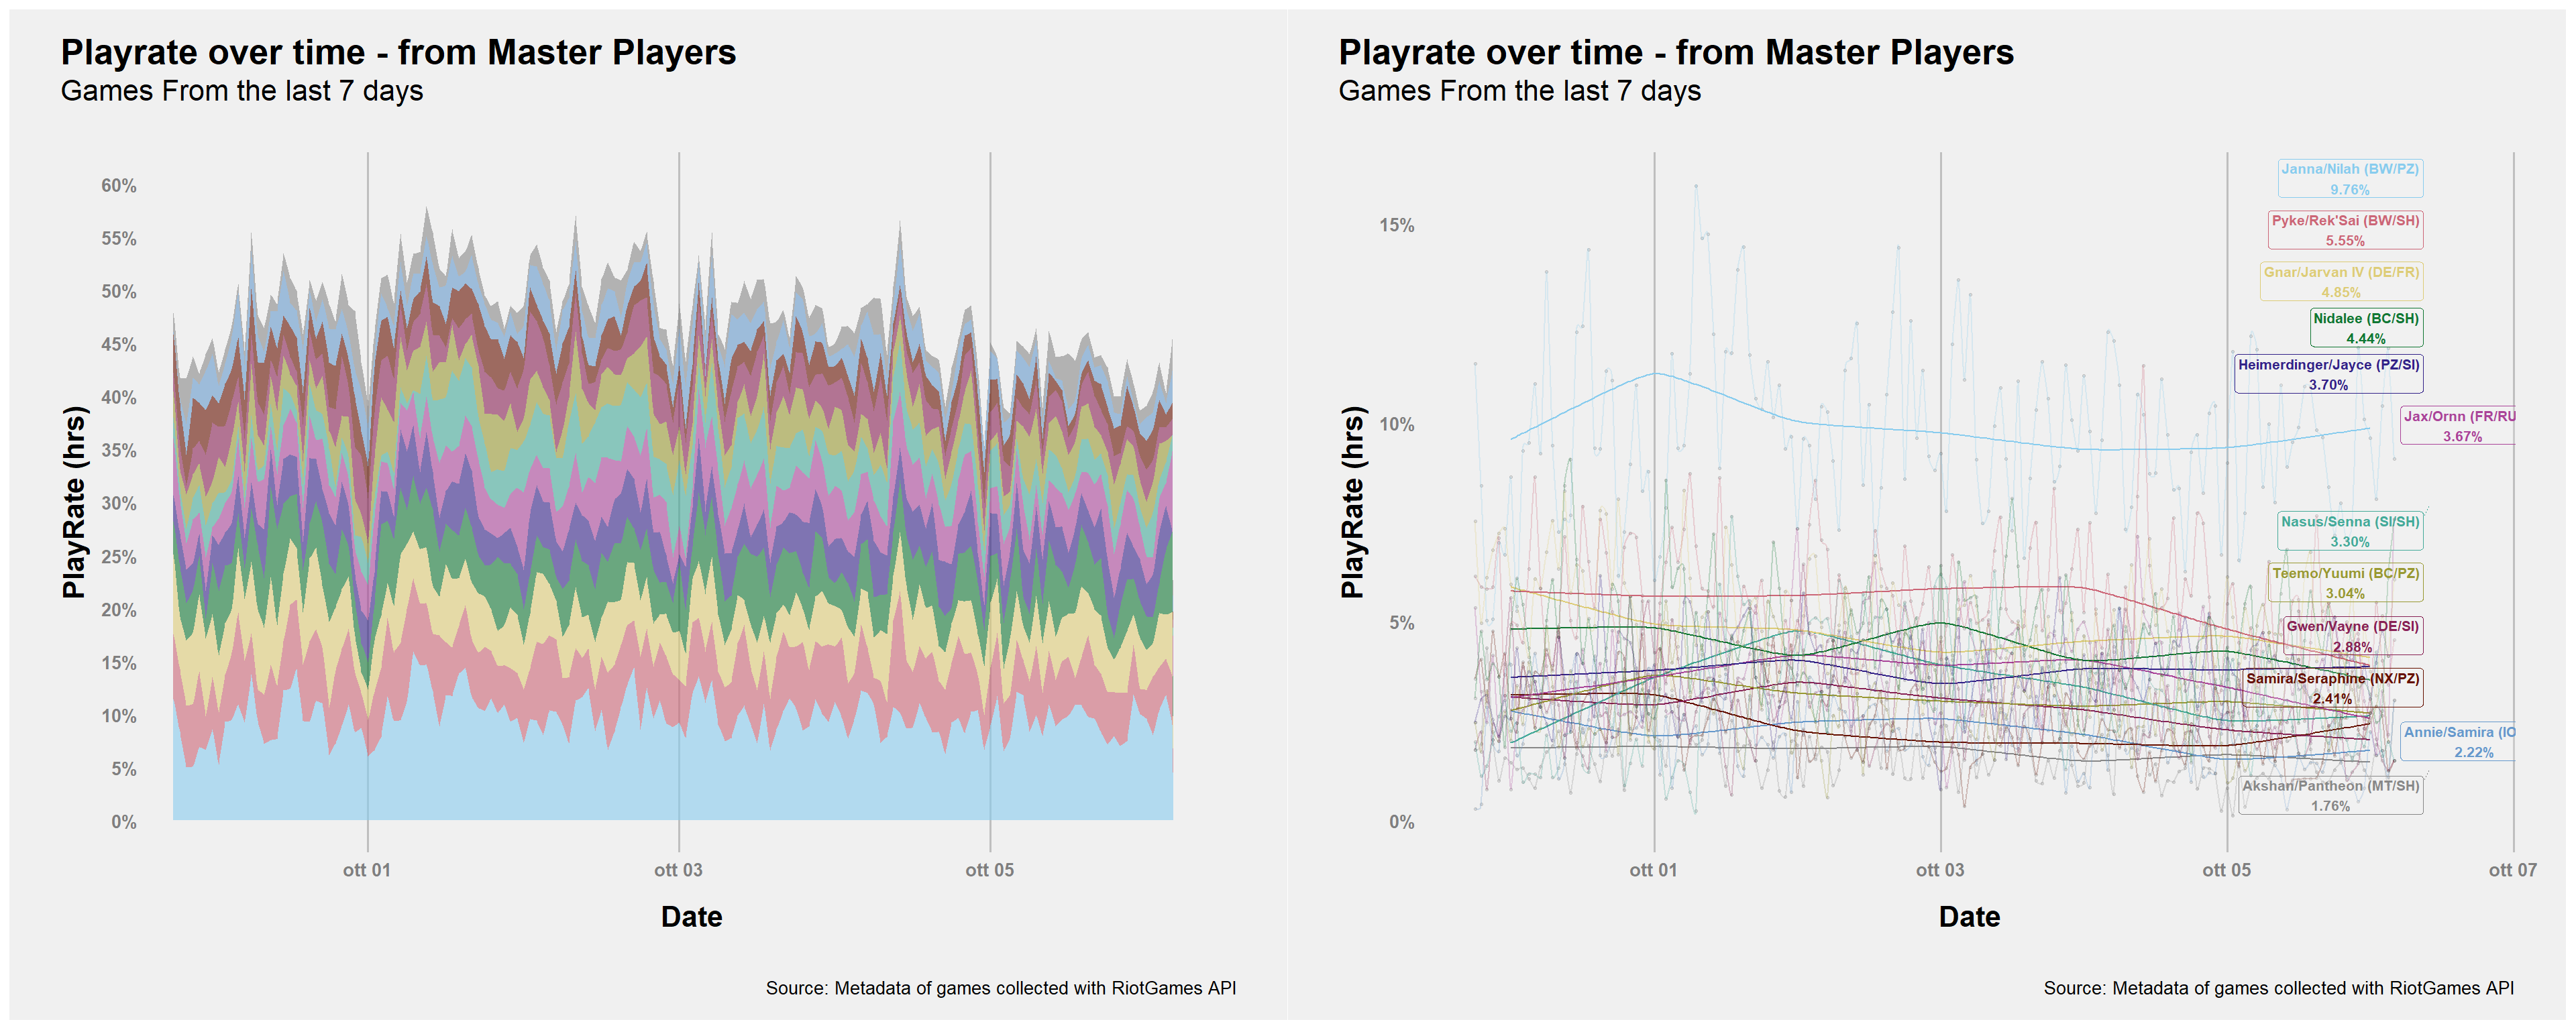 Playrate over time - from Master Players
Games From the last 7 days
60%
55%
50%
45%
40%
35%
30%
25%
20%
15%
10%
5%
0%
PlayRate (hrs)
ott 01
ott 03
ott 05
Date
Source: Metadata of games collected with RiotGames API
Playrate over time - from Master Players
Games From the last 7 days
15%
10%
5%
0%
PlayRate (hrs)
Janna/Nilah (BW/PZ)
9.76%
Pyke/Rek'Sai (BW/SH)
5.55%
Gnar/Jarvan IV (DE/FR)
4.85%
Nidalee (BC/SH)
4.44%
Heimerdinger/Jayce (PZ/SI)
3.70%
Jax/Ornn (FR/RU
3.67%
Nasus/Senna (SI/SH)
3.30%
Teemo/Yuumi (BC/PZ)
3.04%
Gwen/Vayne (DE/SI)
2.88%
Samira/Seraphine (NX/PZ)
2.41%
Annie/Samira (IO
2.22%
Akshan/Pantheon (MT/SH)
1.76%
ott 01
ott 03
ott 05
ott 07
Date
Source: Metadata of games collected with RiotGames API